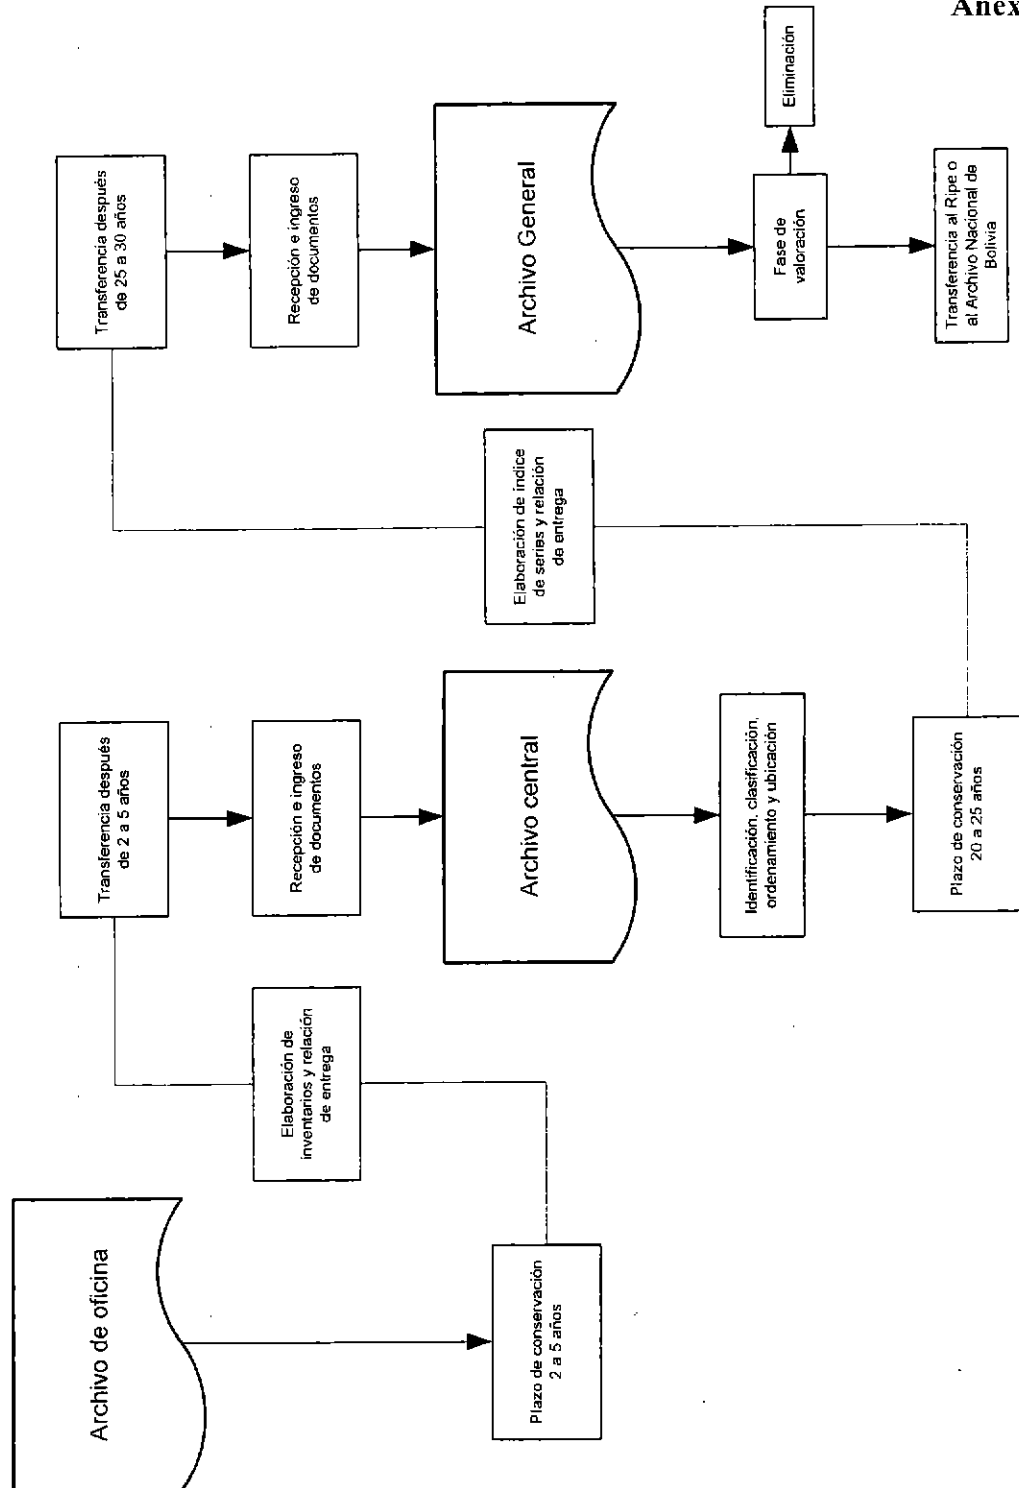 Anex
Archivo de oficina
Plazo de conservación
2 a 5 años
Elaboración de
inventarios y relación
de entrega
Transferencia después
de 2 a 5 años
Recepción e ingreso
de documentos
Archivo central
Identificación, clasificación,
ordenamiento y ubicación
Plazo de conservación
20 a 25 años
Elaboración de índice
de series y relación
de entrega
Transferencia después
de 25 a 30 años
Recepción e ingreso
de documentos
Archivo General
Fase de
valoración
Eliminación
Transferencia al Ripe o
al Archivo Nacional de
Bolivia